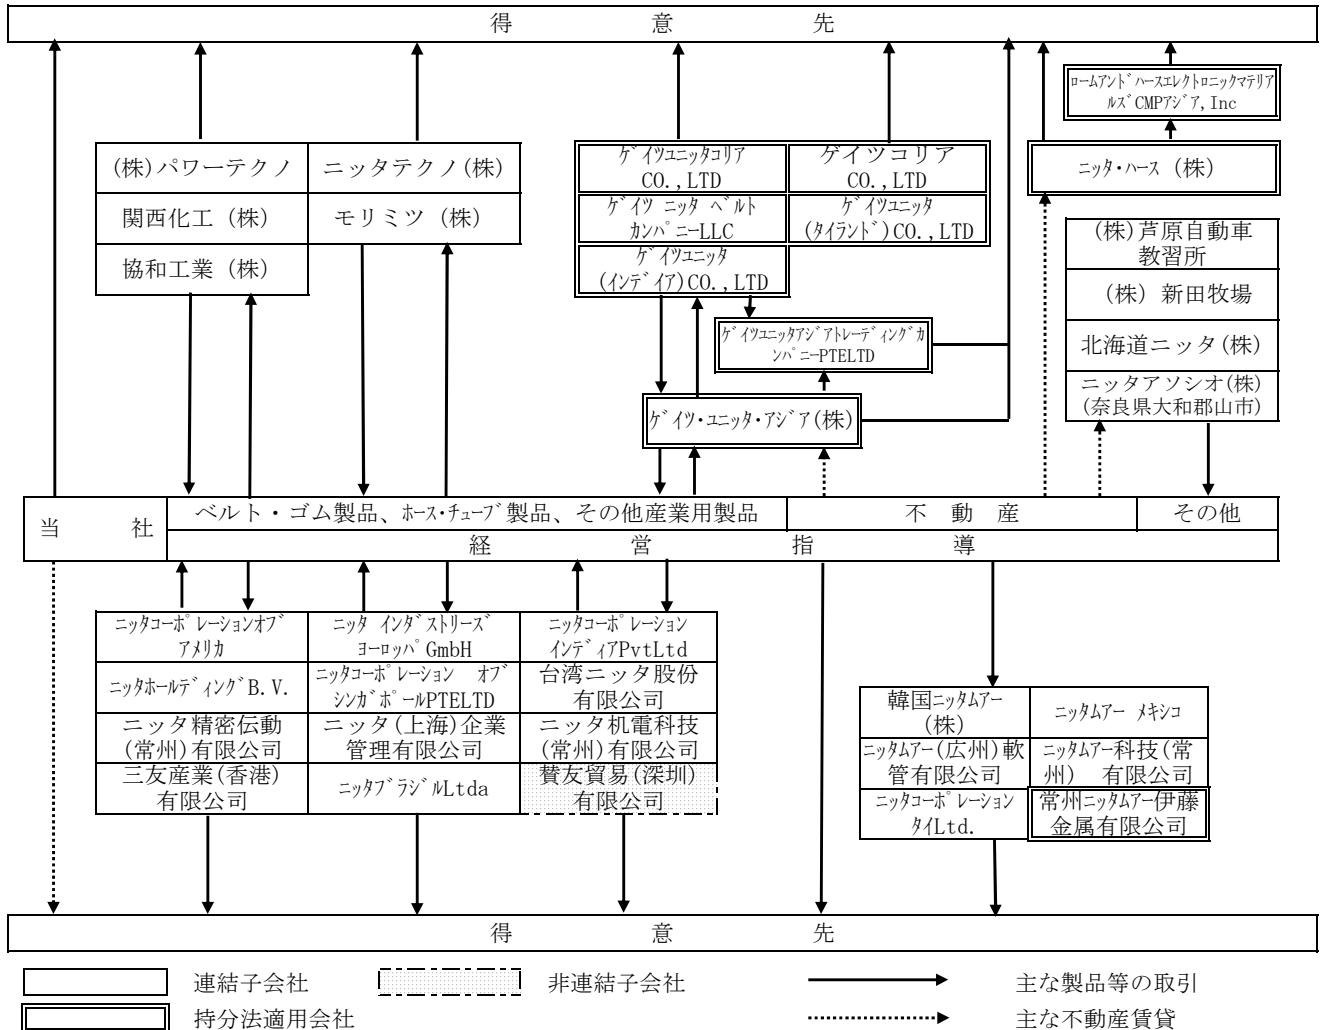 得意先
ロームアンドハースエレクトロニックマテリア
ルズCMPアジア,Inc
(株)パワーテクノ
ニッタテクノ(株)
関西化工（株）
モリミツ（株）
協和工業（株）
ゲイツユニッタコリア
CO.,LTD
ゲイツコリア
CO.,LTD
ゲイツ ニッタ ベルト
カンパニーLLC
ゲイツユニッタ
(タイランド)CO.,LTD
ゲイツユニッタ
(インデイア)CO.,LTD
ニッタ・ハース（株）
(株)芦原自動車
教習所
（株）新田牧場
北海道ニッタ(株)
ニッタアソシオ(株)
(奈良県大和郡山市)
ゲイツユニッタアジアトレーディングカ
ンパニーPTELTD
ゲイツ・ユニッタ・アジア(株)
当社
ベルト・ゴム製品、ホース・チューブ製品、その他産業用製品
不動産
その他
経営指導
ニッタコーポレーションオブ
アメリカ
ニッタ インダストリーズ
ヨーロッパGmbH
ニッタコーポレーション
インディアPvtLtd
ニッタホールディングB.V.
ニッタコーポレーション オブ
シンガポールPTELTD
台湾ニッタ股份
有限公司
ニッタ精密伝動
(常州)有限公司
ニッタ(上海)企業
管理有限公司
ニッタ机電科技
(常州)有限公司
三友産業(香港)
有限公司
ニッタブラジルLtda
賛友貿易(深圳)
有限公司
韓国ニッタムアー
(株)
ニッタムアー メキシコ
ニッタムアー(広州)軟
管有限公司
ニッタムアー科技(常
州) 有限公司
ニッタコーポレーション
タイLtd.
常州ニッタムアー伊藤
金属有限公司
得意先
連結子会社
非連結子会社
主な製品等の取引
持分法適用会社
主な不動産賃貸